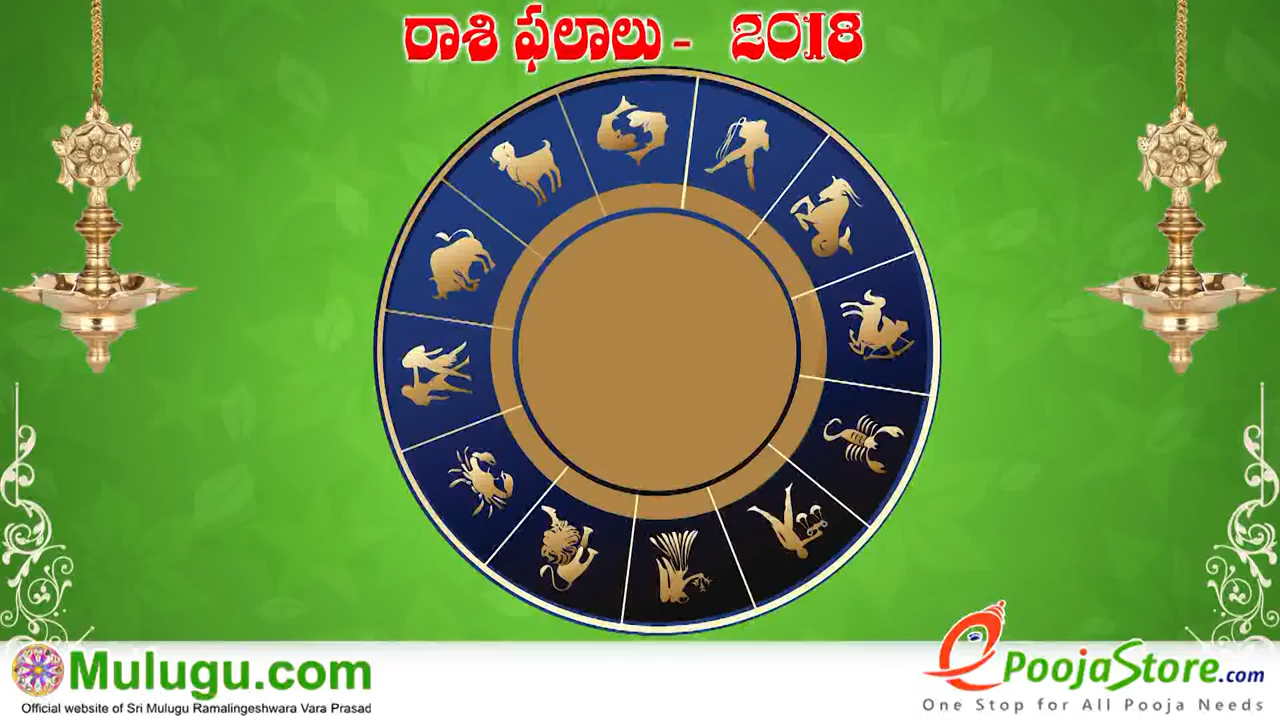 రాశి ఫలాలు - 2018
Mulugu.com
Official website of Sri Mulugu Ramalingeshwara Vara Prasad
ePoojaStore.com
One Stop for All Pooja Needs